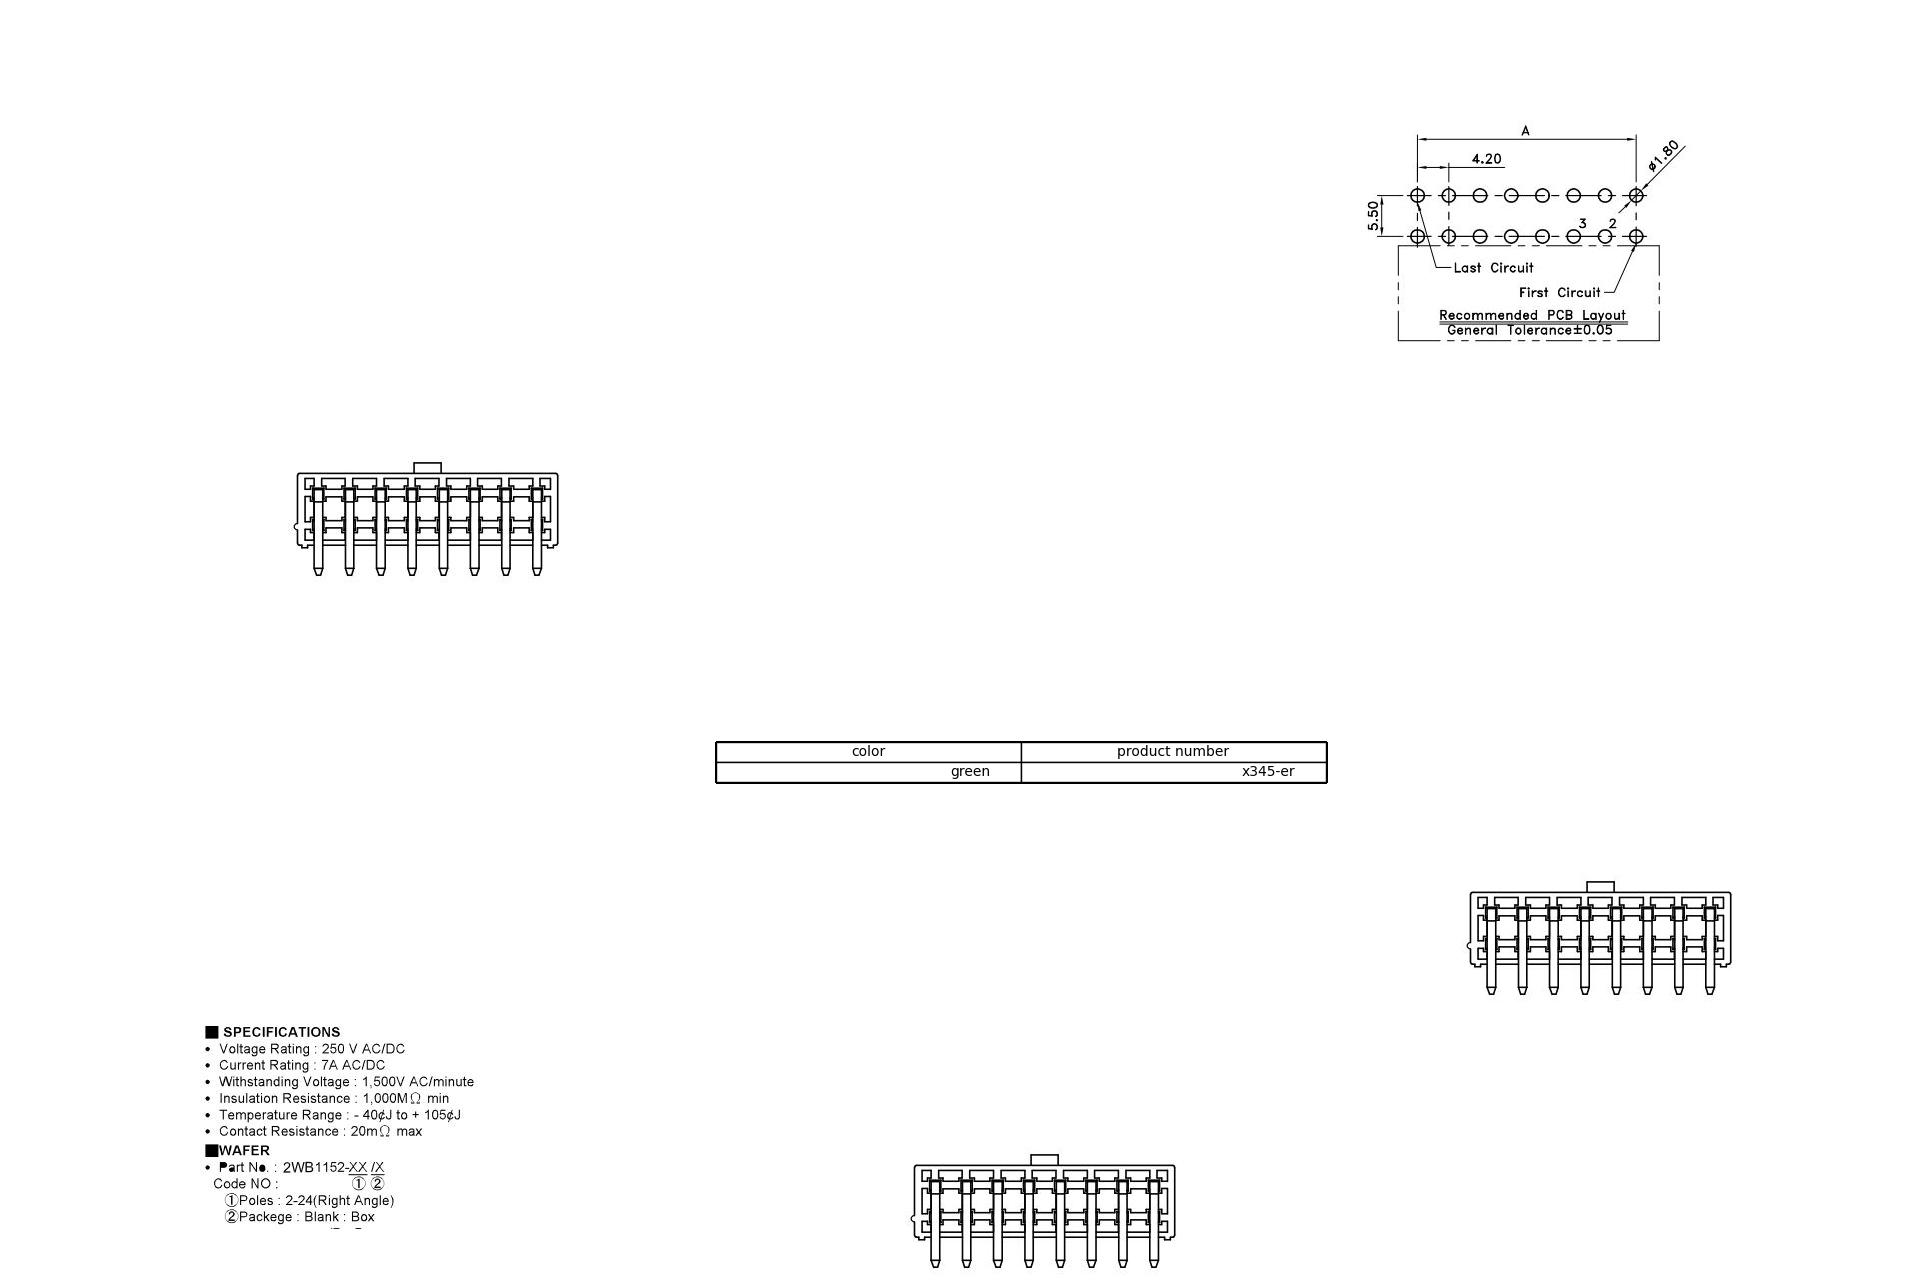 A
4.20
ø1.80
5.50
3 2
Last Circuit
First Circuit
Recommended PCB Layout
General Tolerance±0.05
color product number
green x345-er
■ SPECIFICATIONS
• Voltage Rating : 250 V AC/DC
• Current Rating : 7A AC/DC
• Withstanding Voltage : 1,500V AC/minute
• Insulation Resistance : 1,000MΩ min
• Temperature Range : - 40¢J to + 105¢J
• Contact Resistance : 20mΩ max
■WAFER
• Part No. : 2WB1152-XX /X
Code NO : ① ②
①Poles : 2-24(Right Angle)
②Packege : Blank : Box